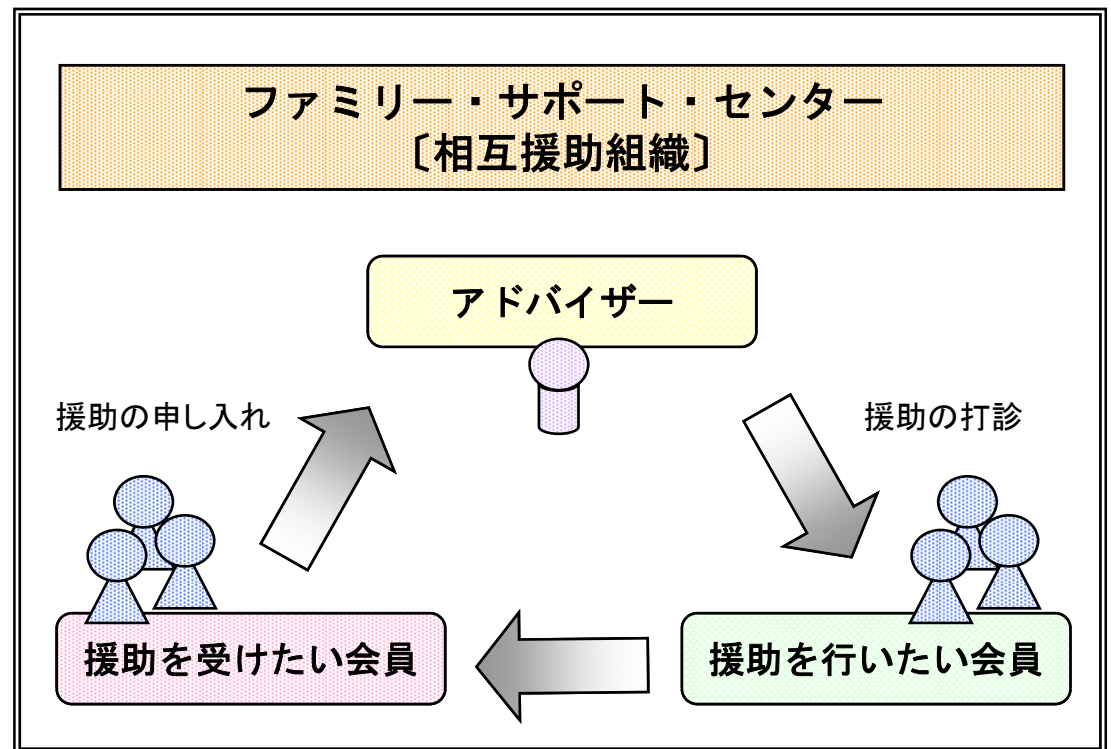 ファミリー・サポート・センター
〔相互援助組織〕
アドバイザー
援助の申し入れ
援助の打診
援助を受けたい会員
援助を行いたい会員